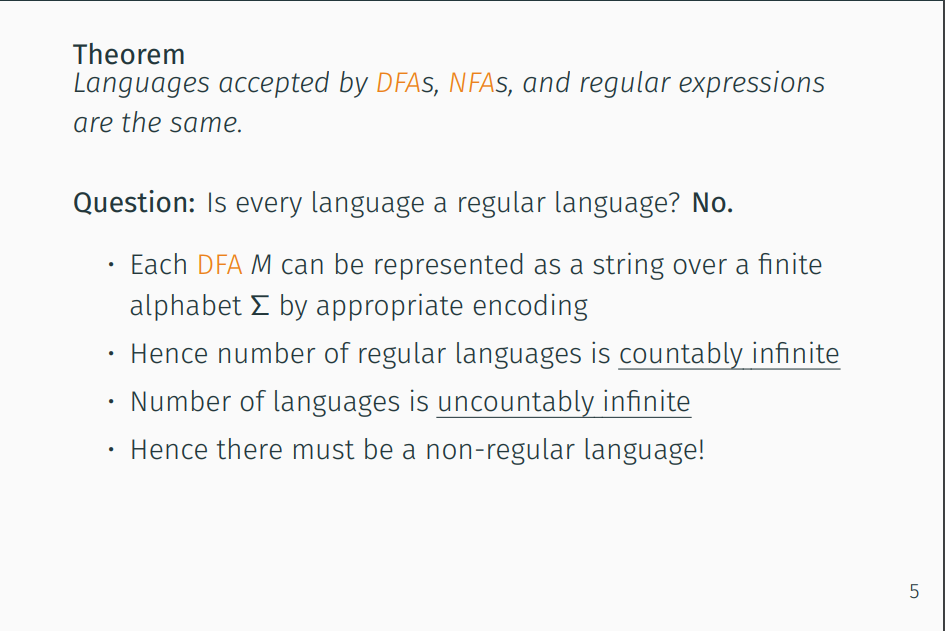 Theorem
Languages accepted by DFAs, NFAs, and regular expressions
are the same.
Question: Is every language a regular language? No.
· Each DFA M can be represented as a string over a finite
alphabet Σ by appropriate encoding
· Hence number of regular languages is countably infinite
· Number of languages is uncountably infinite
· Hence there must be a non-regular language!
5